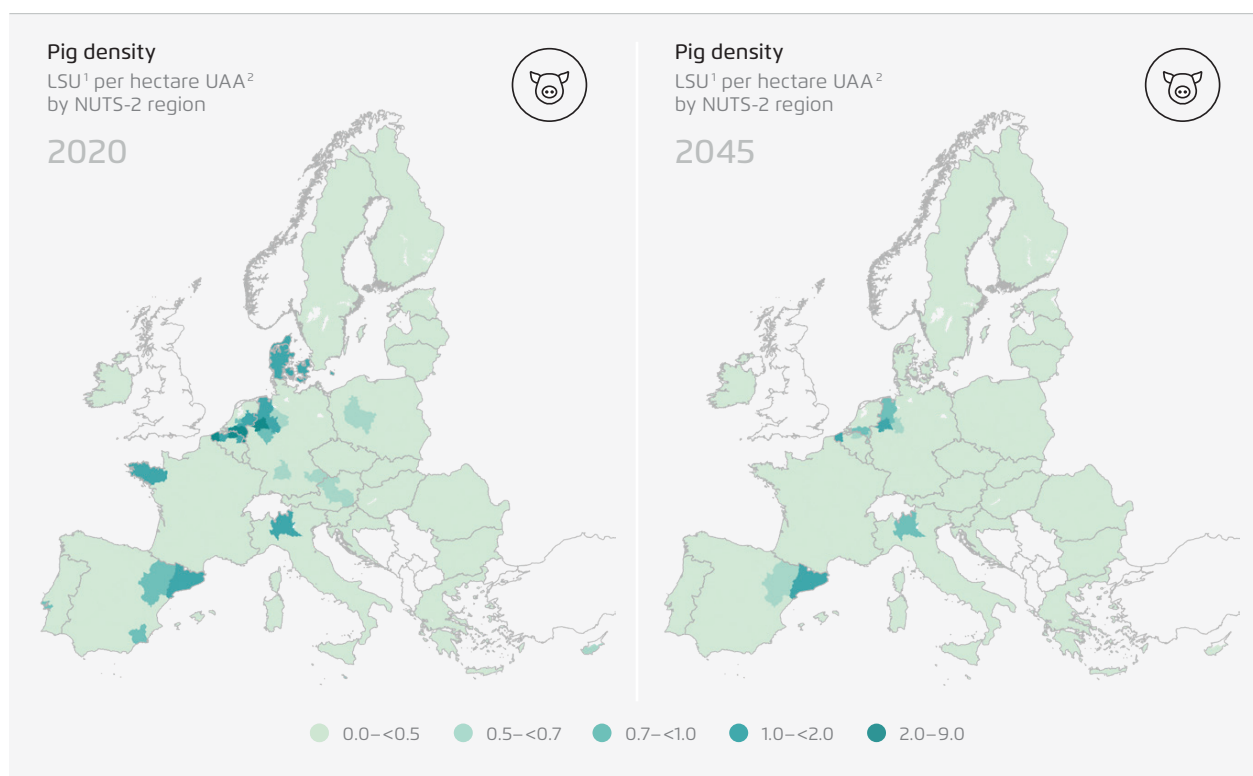 Pig density
LSU¹ per hectare UAA²
by NUTS-2 region
2020
Pig density
LSU¹ per hectare UAA²
by NUTS-2 region
2045
0.0–<0.5
0.5–<0.7
0.7–<1.0
1.0–<2.0
2.0–9.0